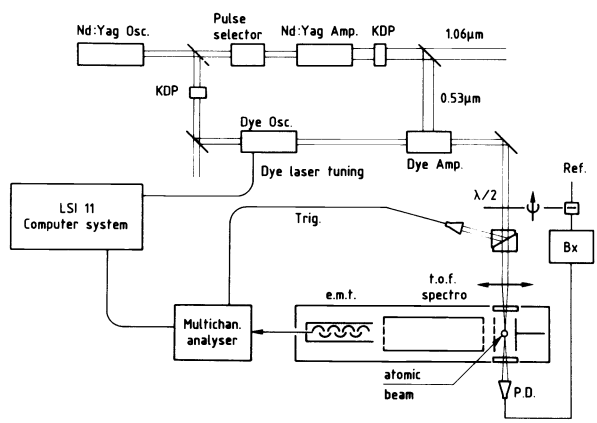 Pulse
selector
Nd:Yag Osc.
Nd:Yag Amp.
KDP
1.06µm
KDP
0.53µm
Dye Osc.
Dye Amp.
Dye laser tuning
Ref.
λ/2
LSI 11
Computer system
Trig.
Bx
t.o.f.
spectro
e.m.t.
Multichan.
analyser
atomic
beam
P.D.